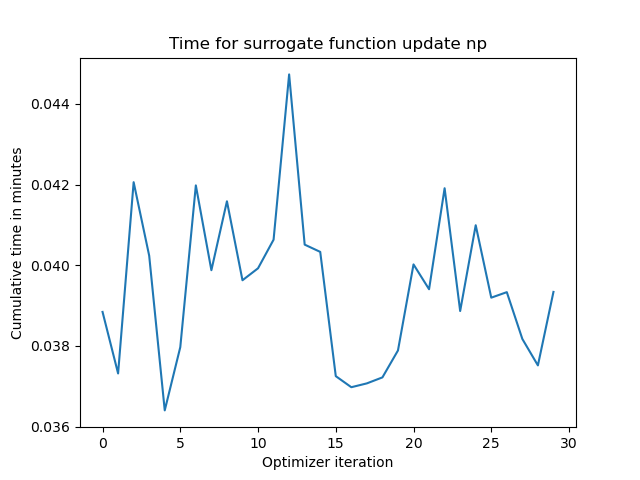 Time for surrogate function update np
Cumulative time in minutes
0.044
0.042
0.040
0.038
0.036
0 5 10 15 20 25 30
Optimizer iteration